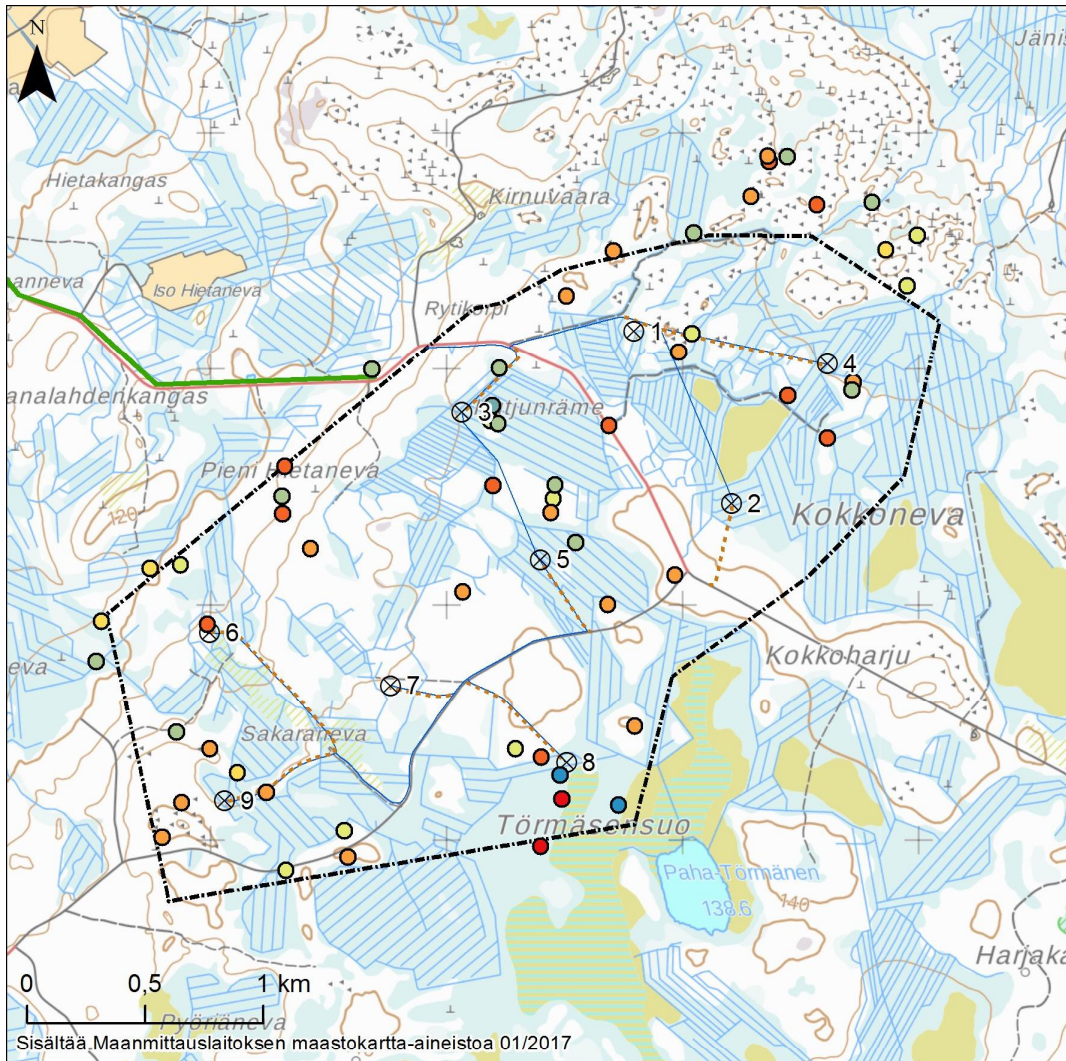 N
Jänis
Hietakangas
Kirnuvaara
anneva
Iso Hietaneva
Rytikorpi
1
4
analahdenkangas
3
Pieni Hietaneva
120
2
Kokkoneva
5
6
eva
7
Kokkoharju
Sakaraneva
8
9
Törmäsensuo
Paha-Törmänen
138.6
140
Harjaka
0 0,5 1 km
Pyöriäneva
Sisältää Maanmittauslaitoksen maastokartta-aineistoa 01/2017